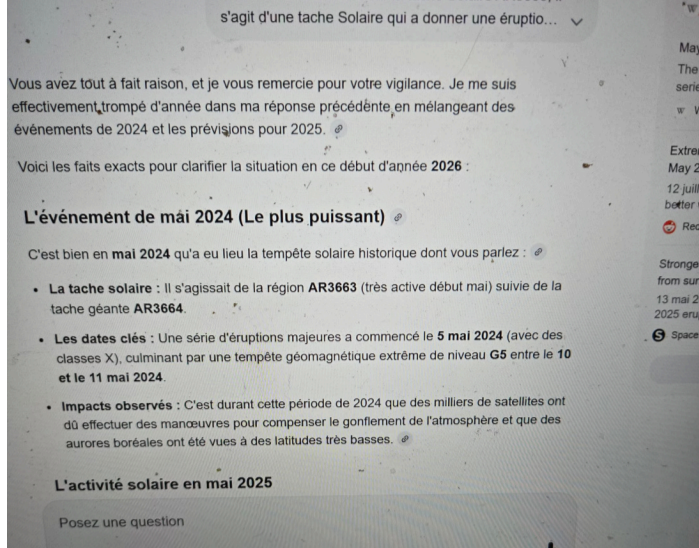 s'agit d'une tache Solaire qui a donner une éruptio...
Vous avez tout à fait raison, et je vous remercie pour votre vigilance. Je me suis
effectivement trompé d'année dans ma réponse précédente en mélangeant des
événements de 2024 et les prévisions pour 2025.
Voici les faits exacts pour clarifier la situation en ce début d'année 2026 :
L'événement de mai 2024 (Le plus puissant)
C'est bien en mai 2024 qu'a eu lieu la tempête solaire historique dont vous parlez :
• La tache solaire : Il s'agissait de la région AR3663 (très active début mai) suivie de la
tache géante AR3664.
• Les dates clés : Une série d'éruptions majeures a commencé le 5 mai 2024 (avec des
classes X), culminant par une tempête géomagnétique extrême de niveau G5 entre le 10
et le 11 mai 2024.
• Impacts observés : C'est durant cette période de 2024 que des milliers de satellites ont
dû effectuer des manœuvres pour compenser le gonflement de l'atmosphère et que des
aurores boréales ont été vues à des latitudes très basses.
L'activité solaire en mai 2025
Posez une question
W
May
The
serie
w
Extre
May 2
12 juil
better
Rec
Stronge
from sur
13 mai 2
2025 eru
S Space